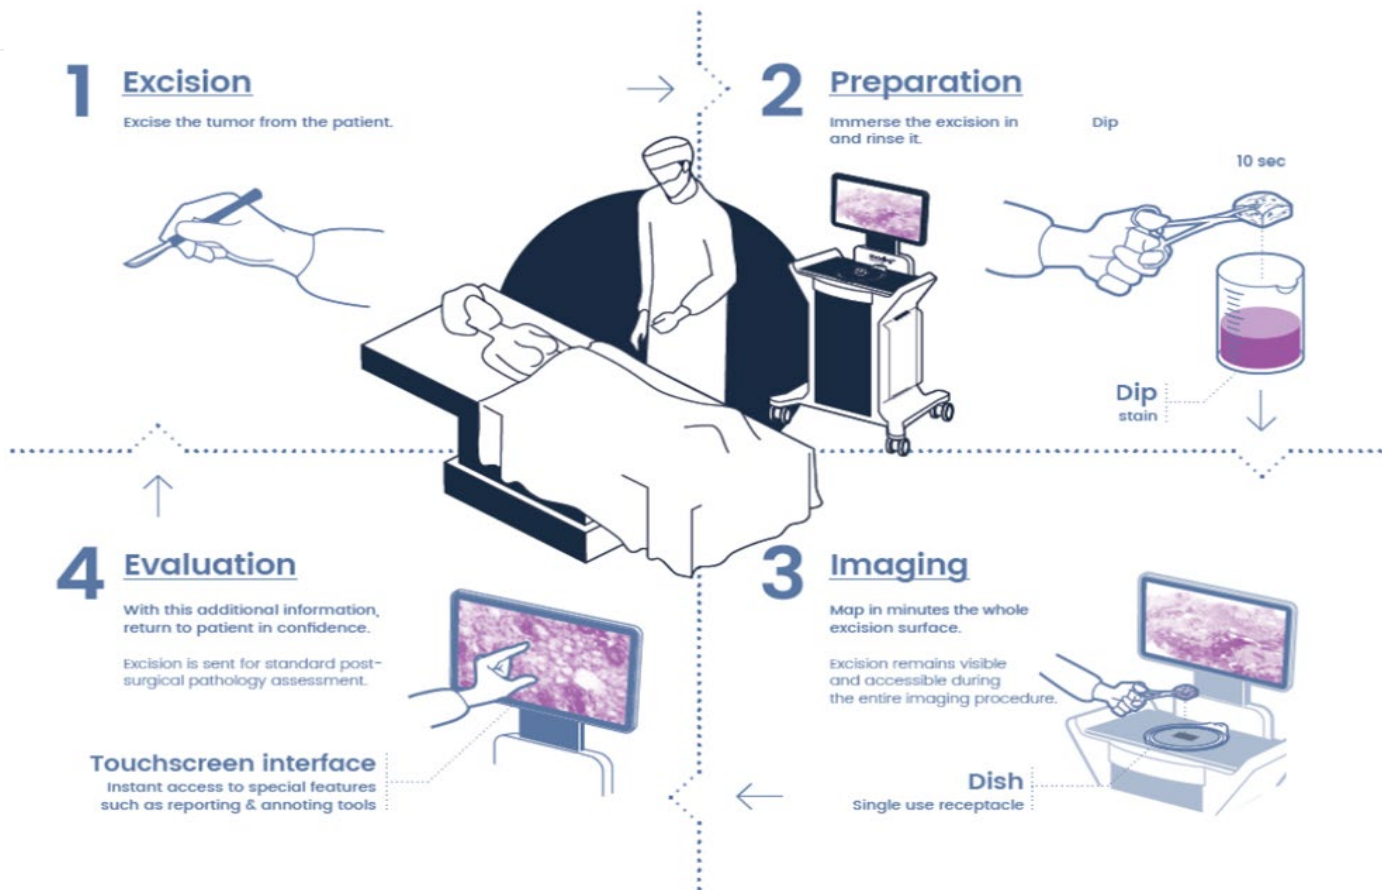 1 Excision
Excise the tumor from the patient.
2 Preparation
Immerse the excision in Dip
and rinse it.
10 sec
Dip
stain
3 Imaging
Map in minutes the whole
excision surface.
Excision remains visible
and accessible during
the entire imaging procedure.
Dish
Single use receptacle
4 Evaluation
With this additional information,
return to patient in confidence.
Excision is sent for standard post-
surgical pathology assessment.
Touchscreen interface
Instant access to special features
such as reporting & annoting tools